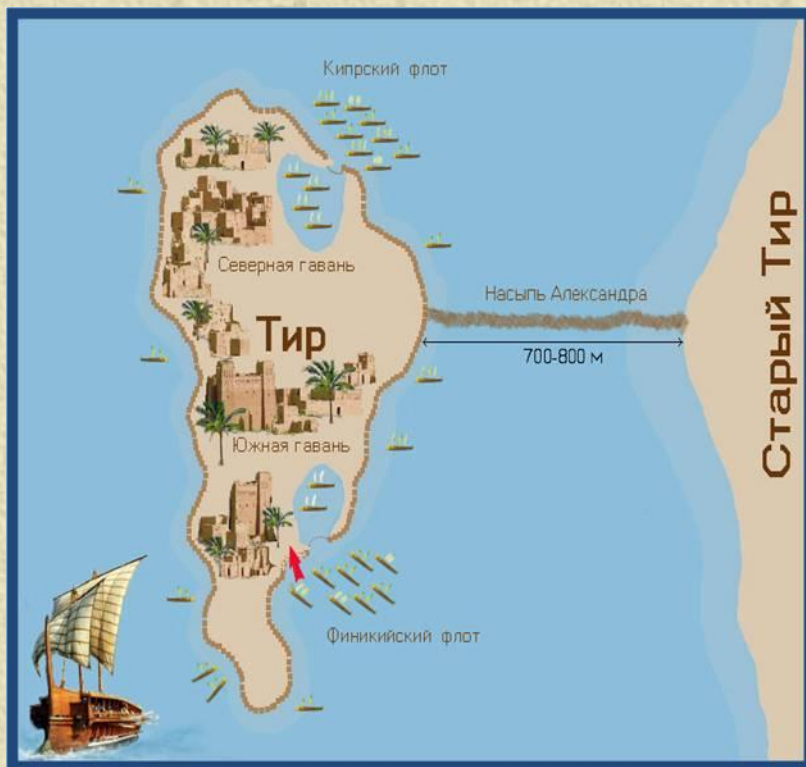 Кипрский флот
Северная гавань
Насыпь Александра
Тир
700-800 м
Южная гавань
Старый Тир
Финикийский флот